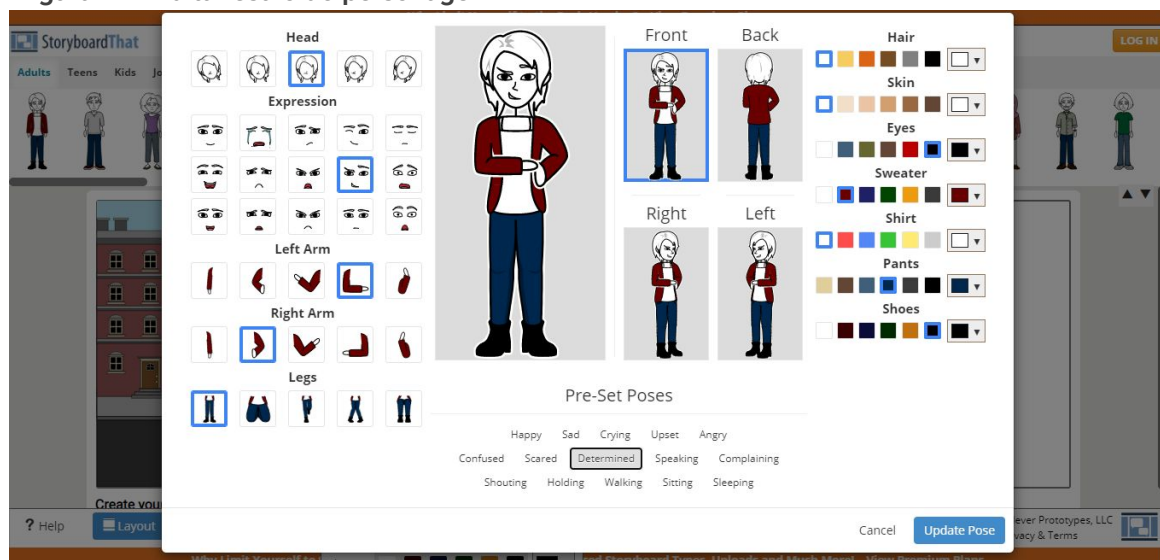 StoryboardThat
LOG IN
Adults Teens Kids
Head
Expression
Left Arm
Right Arm
Legs
Front Back
Right Left
Hair
Skin
Eyes
Sweater
Shirt
Pants
Shoes
Pre-Set Poses
Happy Sad Crying Upset Angry
Confused Scared Determined Speaking Complaining
Shouting Holding Walking Sitting Sleeping
Cancel Update Pose
Create you
? Help Layout
ever Prototypes, LLC
vacy & Terms